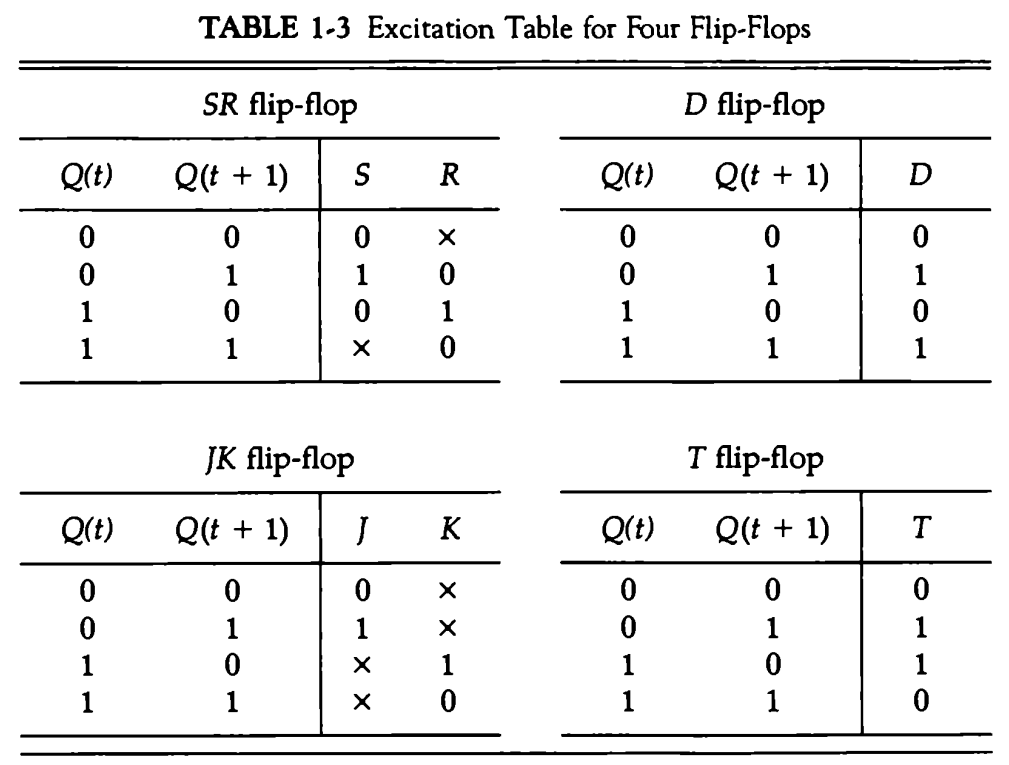 TABLE 1-3 Excitation Table for Four Flip-Flops
SR flip-flop D flip-flop
Q(t) Q(t + 1) S R Q(t) Q(t + 1) D
0 0 0 × 0 0 0
0 1 1 0 0 1 1
1 0 0 1 1 0 0
1 1 × 0 1 1 1
JK flip-flop T flip-flop
Q(t) Q(t + 1) J K Q(t) Q(t + 1) T
0 0 0 × 0 0 0
0 1 1 × 0 1 1
1 0 × 1 1 0 1
1 1 × 0 1 1 0